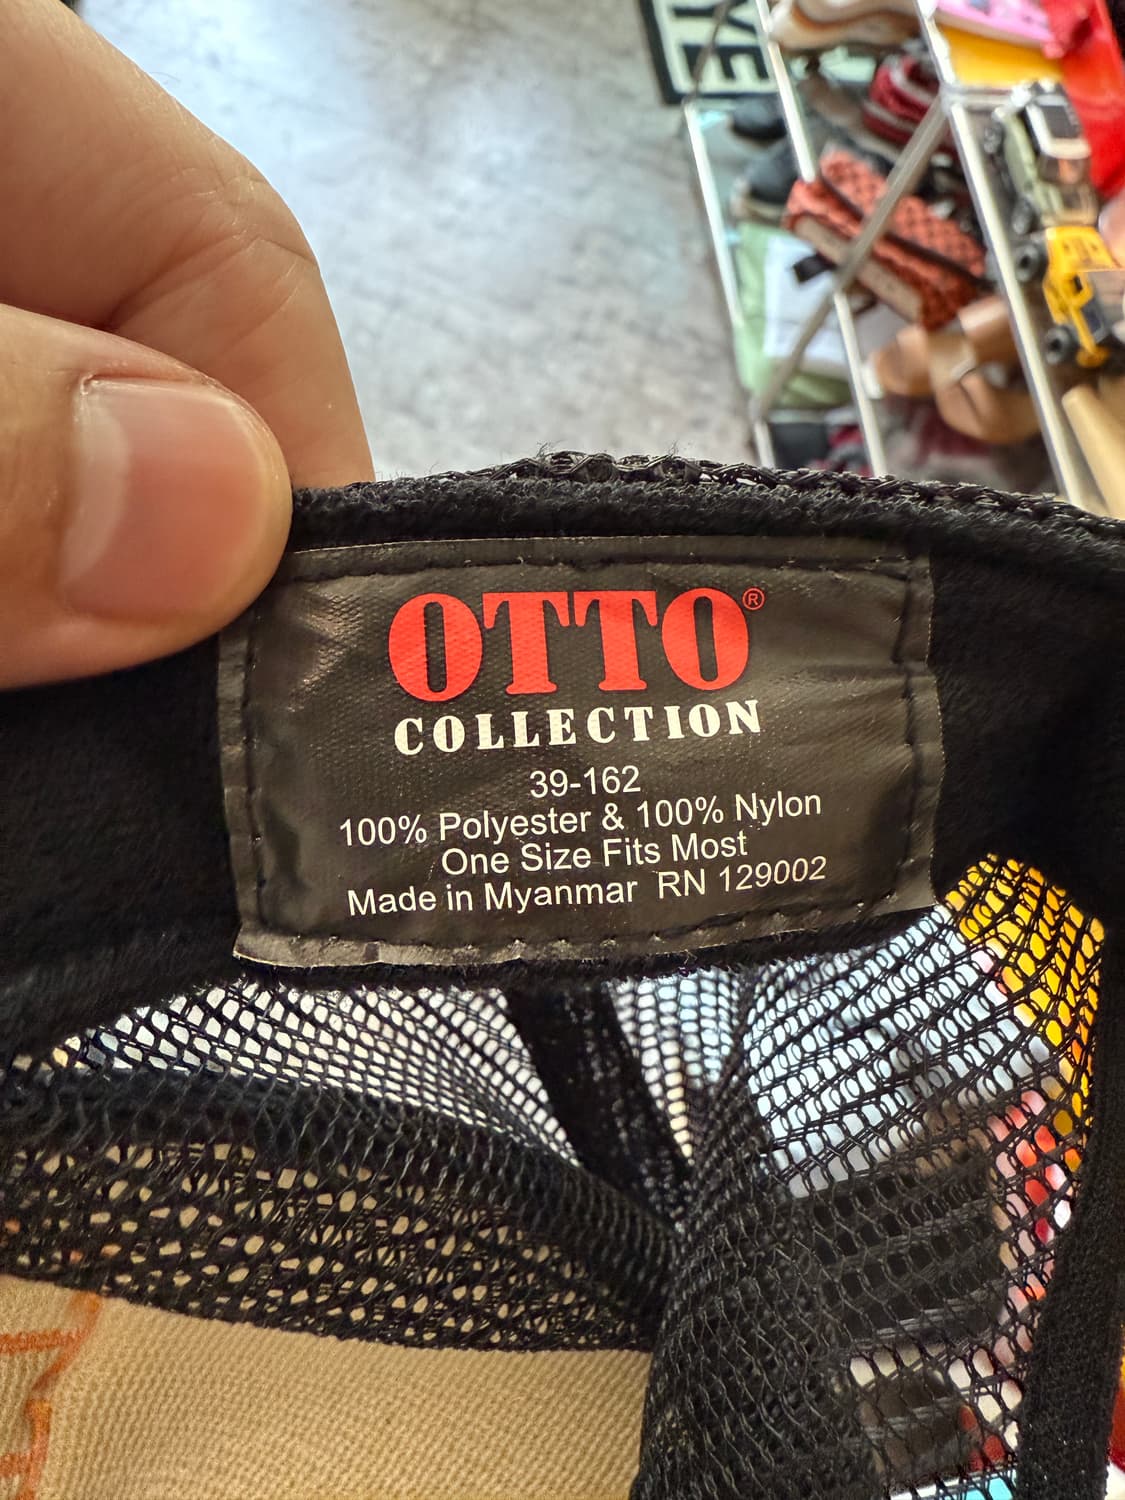 OTTO®
COLLECTION
39-162
100% Polyester & 100% Nylon
One Size Fits Most
Made in Myanmar RN 129002